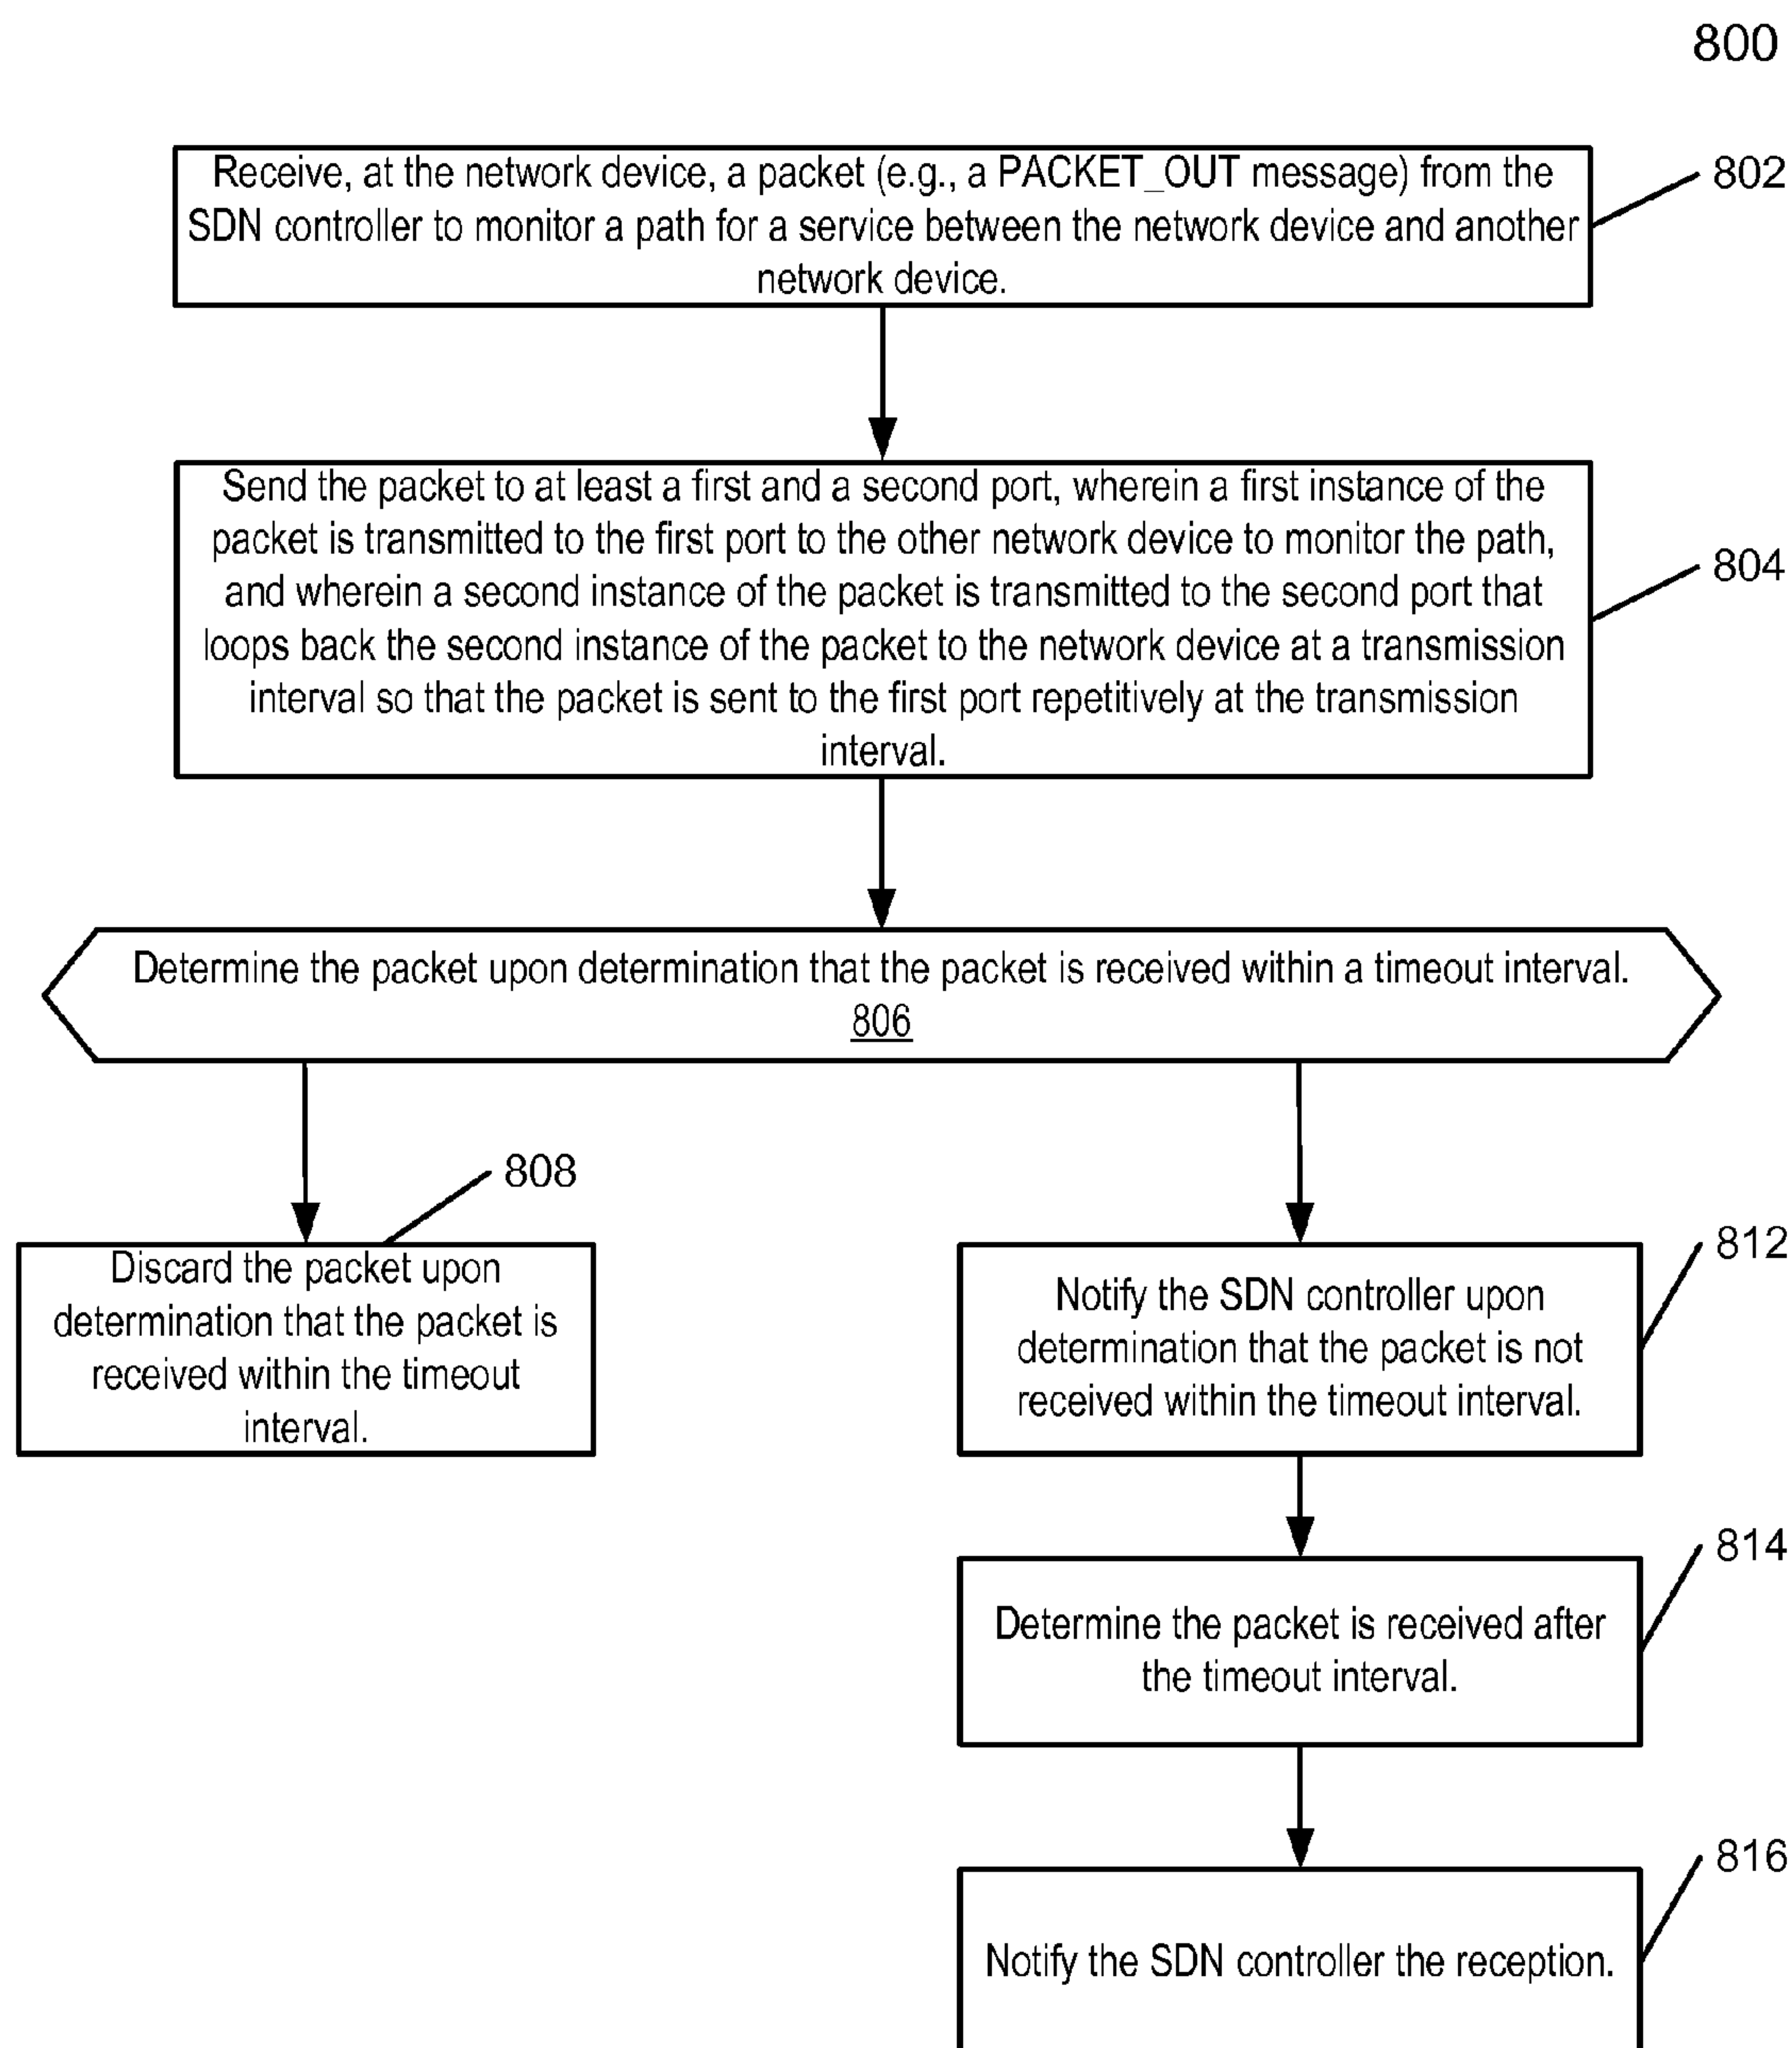 800
Receive, at the network device, a packet (e.g., a PACKET_OUT message) from the
SDN controller to monitor a path for a service between the network device and another
network device.
802
Send the packet to at least a first and a second port, wherein a first instance of the
packet is transmitted to the first port to the other network device to monitor the path,
and wherein a second instance of the packet is transmitted to the second port that
loops back the second instance of the packet to the network device at a transmission
interval so that the packet is sent to the first port repetitively at the transmission
interval.
804
Determine the packet upon determination that the packet is received within a timeout interval.
806
808
Discard the packet upon
determination that the packet is
received within the timeout
interval.
812
Notify the SDN controller upon
determination that the packet is not
received within the timeout interval.
814
Determine the packet is received after
the timeout interval.
816
Notify the SDN controller the reception.